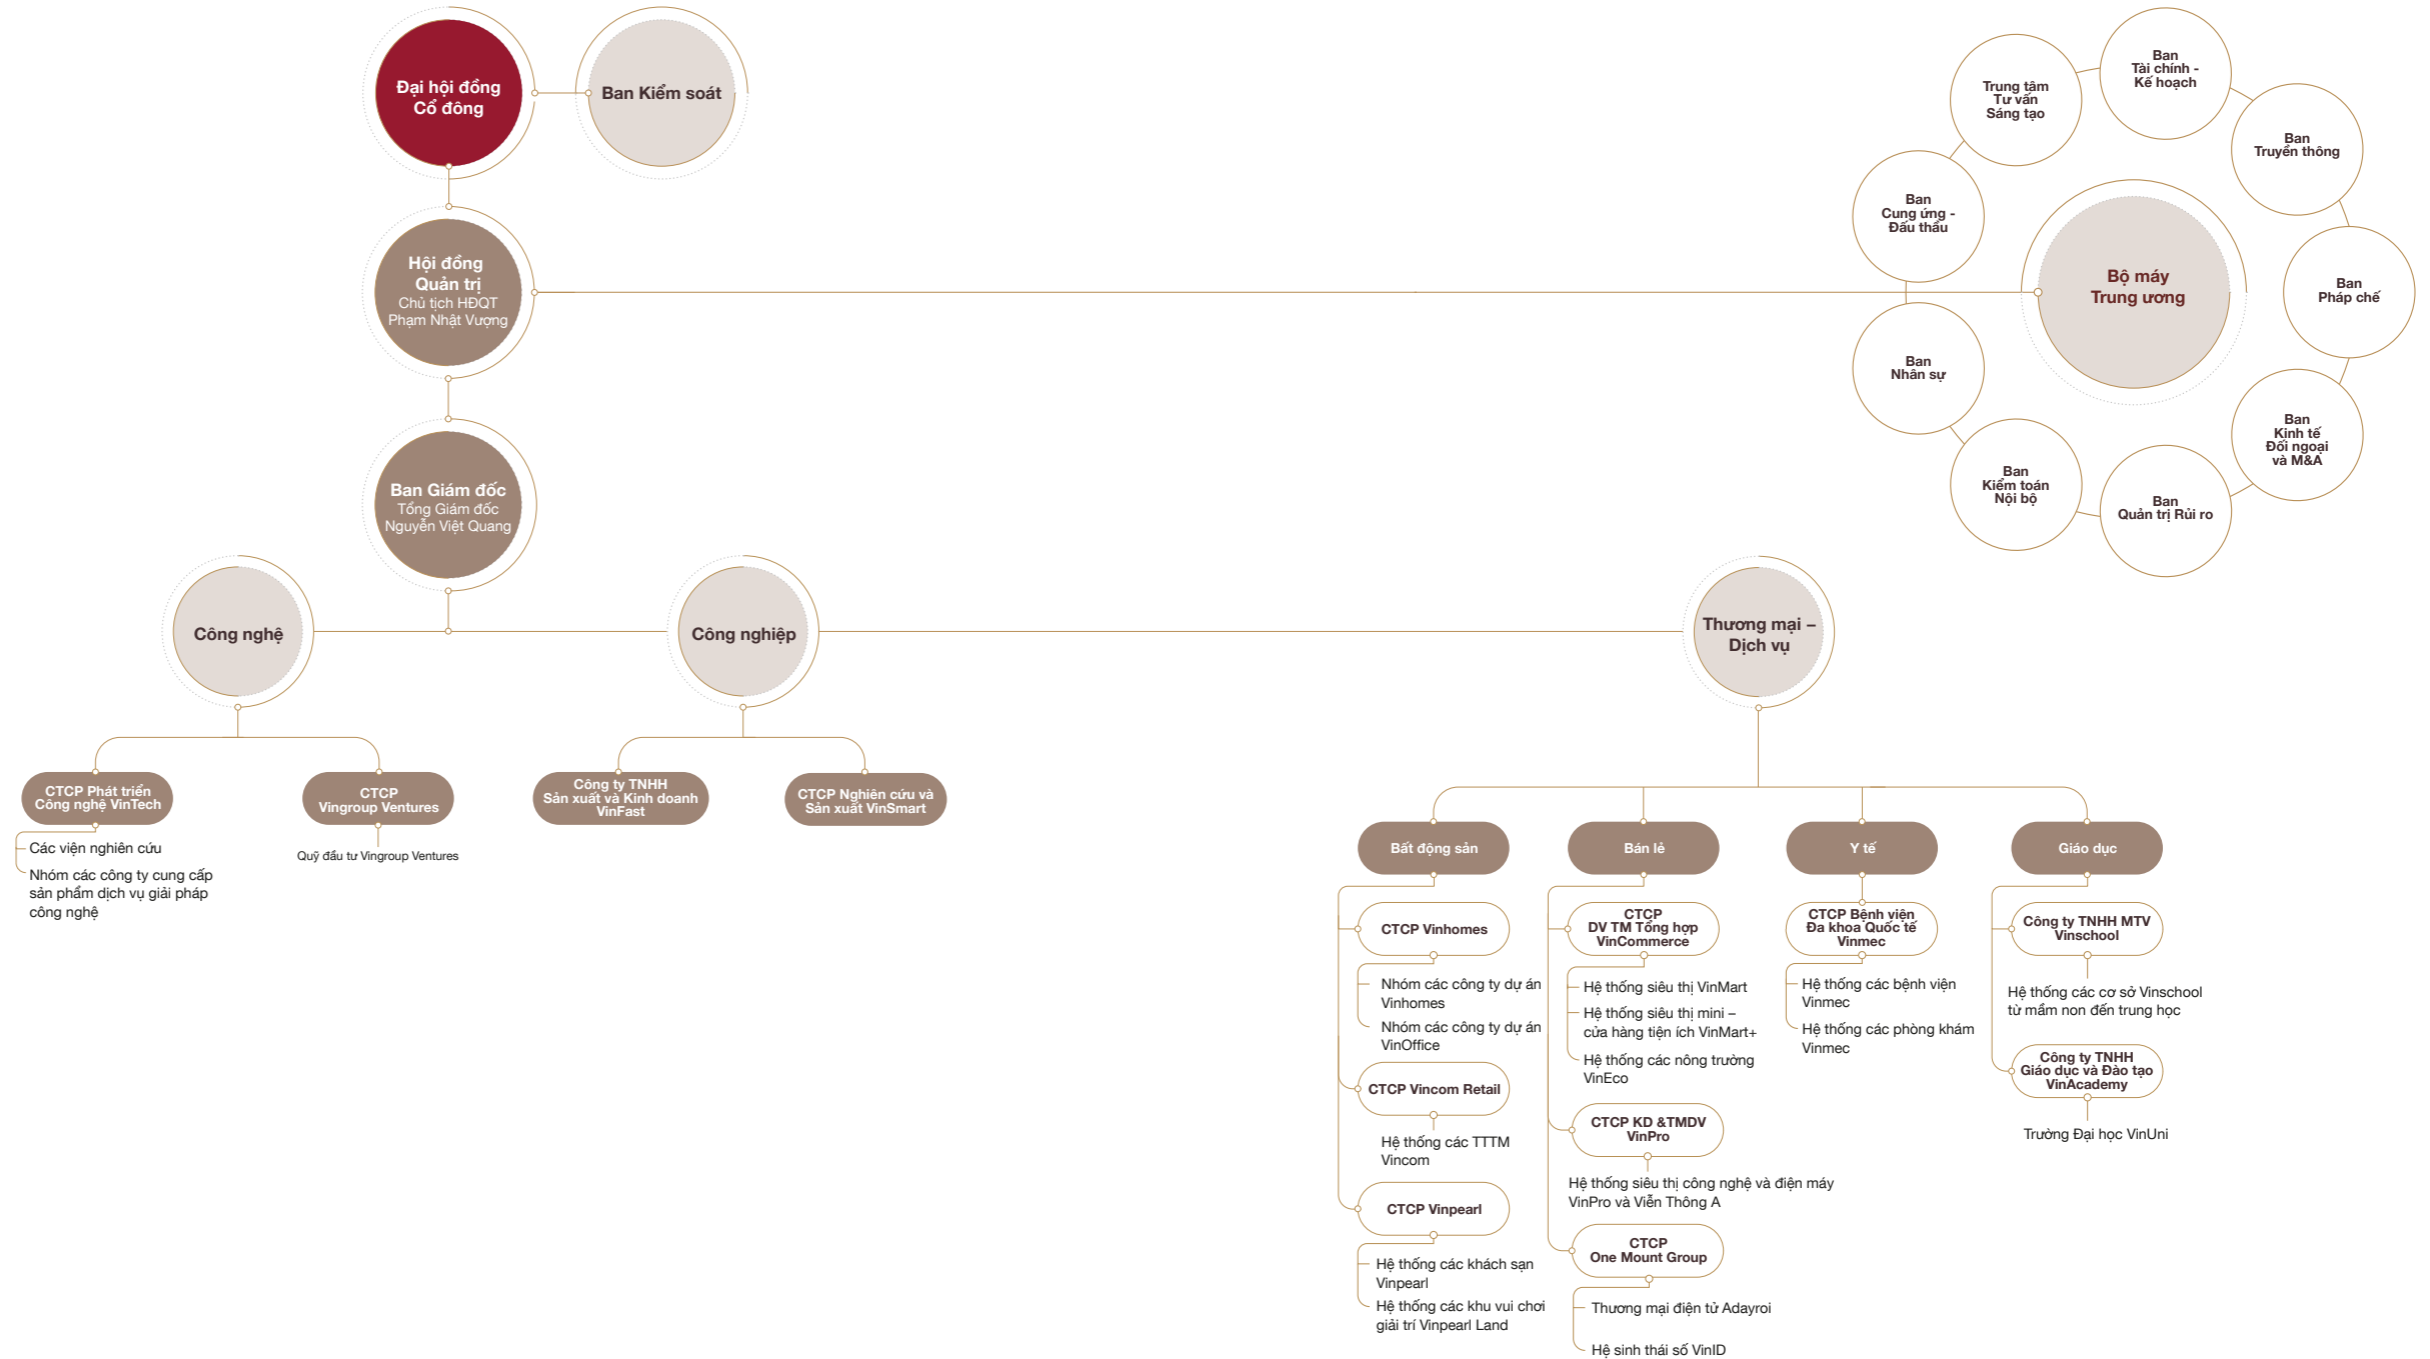 Đại hội đồng
Cổ đông
Ban Kiểm soát
Hội đồng
Quản trị
Chủ tịch HĐQT
Phạm Nhật Vượng
Ban Giám đốc
Tổng Giám đốc
Nguyễn Việt Quang
Bộ máy
Trung ương
Ban
Tài chính -
Kế hoạch
Ban
Truyền thông
Ban
Pháp chế
Ban
Kinh tế
Đối ngoại
và M&A
Ban
Quản trị Rủi ro
Ban
Kiểm toán
Nội bộ
Ban
Nhân sự
Ban
Cung ứng -
Đấu thầu
Trung tâm
Tư vấn
Sáng tạo
Công nghệ
Công nghiệp
Thương mại –
Dịch vụ
CTCP Phát triển
Công nghệ VinTech
Các viện nghiên cứu
Nhóm các công ty cung cấp
sản phẩm dịch vụ giải pháp
công nghệ
CTCP
Vingroup Ventures
Quỹ đầu tư Vingroup Ventures
Công ty TNHH
Sản xuất và Kinh doanh
VinFast
CTCP Nghiên cứu và
Sản xuất VinSmart
Bất động sản
CTCP Vinhomes
Nhóm các công ty dự án
Vinhomes
Nhóm các công ty dự án
VinOffice
CTCP Vincom Retail
Hệ thống các TTTM
Vincom
CTCP Vinpearl
Hệ thống các khách sạn
Vinpearl
Hệ thống các khu vui chơi
giải trí Vinpearl Land
Bán lẻ
CTCP
DV TM Tổng hợp
VinCommerce
Hệ thống siêu thị VinMart
Hệ thống siêu thị mini –
cửa hàng tiện ích VinMart+
Hệ thống các nông trường
VinEco
CTCP KD &TMDV
VinPro
Hệ thống siêu thị công nghệ và điện máy
VinPro và Viễn Thông A
CTCP
One Mount Group
Thương mại điện tử Adayroi
Hệ sinh thái số VinID
Y tế
CTCP Bệnh viện
Đa khoa Quốc tế
Vinmec
Hệ thống các bệnh viện
Vinmec
Hệ thống các phòng khám
Vinmec
Giáo dục
Công ty TNHH MTV
Vinschool
Hệ thống các cơ sở Vinschool
từ mầm non đến trung học
Công ty TNHH
Giáo dục và Đào tạo
VinAcademy
Trường Đại học VinUni